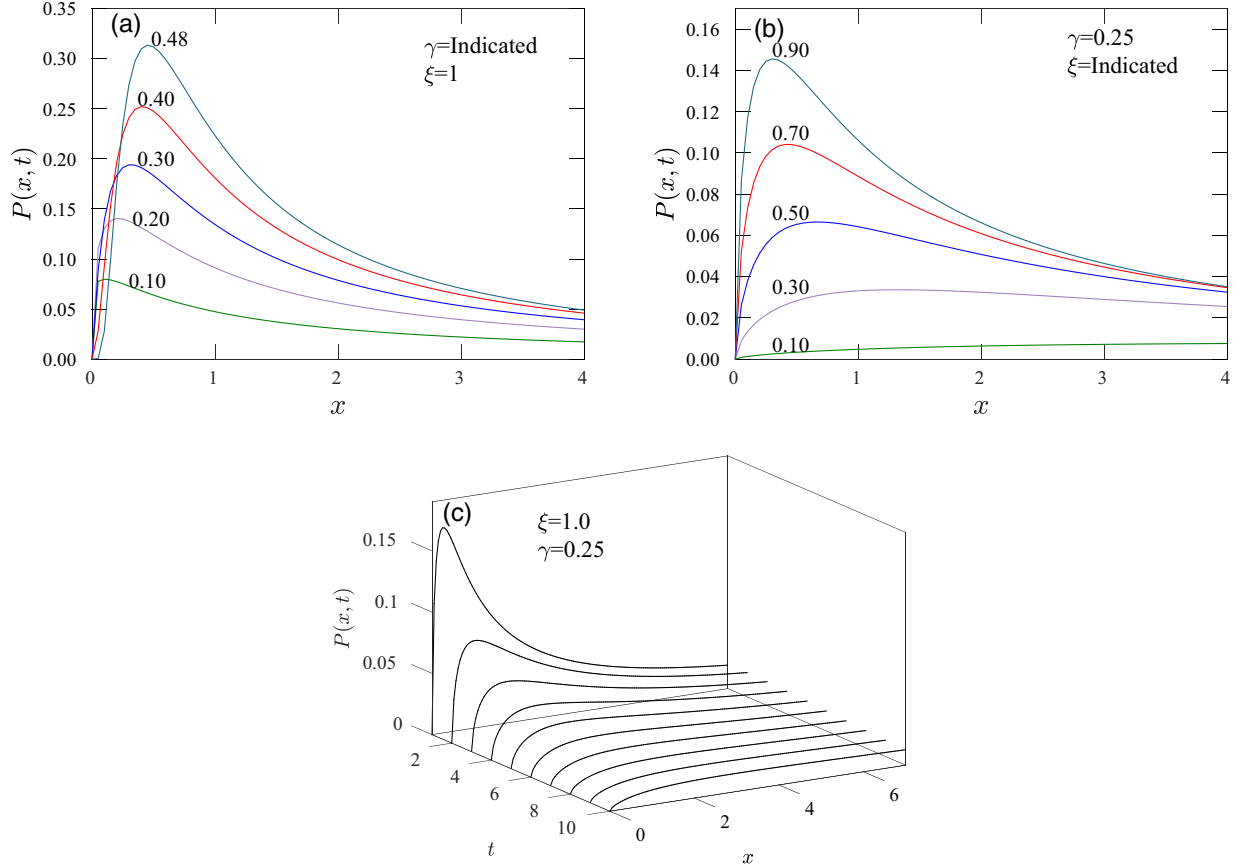 (a)
γ=Indicated
ξ=1
0.48
0.40
0.30
0.20
0.10
P(x, t)
0.35
0.30
0.25
0.20
0.15
0.10
0.05
0.00
0 1 2 3 4
x
(b)
γ=0.25
ξ=Indicated
0.90
0.70
0.50
0.30
0.10
P(x, t)
0.16
0.14
0.12
0.10
0.08
0.06
0.04
0.02
0.00
0 1 2 3 4
x
(c)
ξ=1.0
γ=0.25
P(x, t)
0.15
0.1
0.05
0
2
4
6
8
10
t
0 2 4 6
x